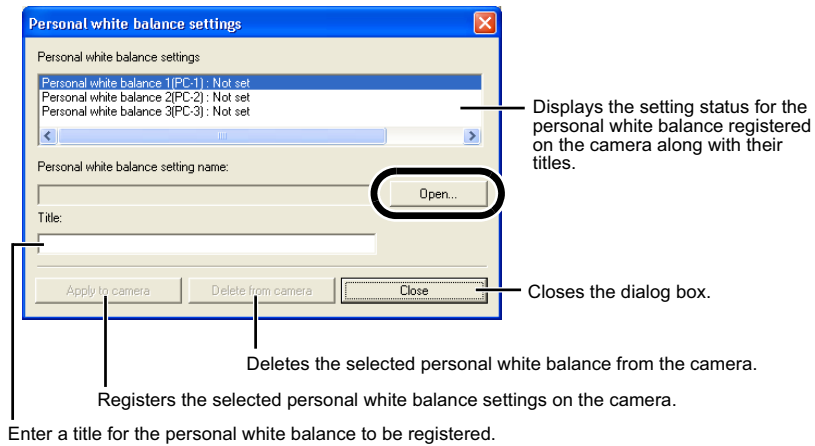 Personal white balance settings
Personal white balance settings
Personal white balance 1(PC-1) : Not set
Personal white balance 2(PC-2) : Not set
Personal white balance 3(PC-3) : Not set
Displays the setting status for the
personal white balance registered
on the camera along with their
titles.
Personal white balance setting name:
Open...
Title:
Apply to camera
Delete from camera
Close
Closes the dialog box.
Deletes the selected personal white balance from the camera.
Registers the selected personal white balance settings on the camera.
Enter a title for the personal white balance to be registered.